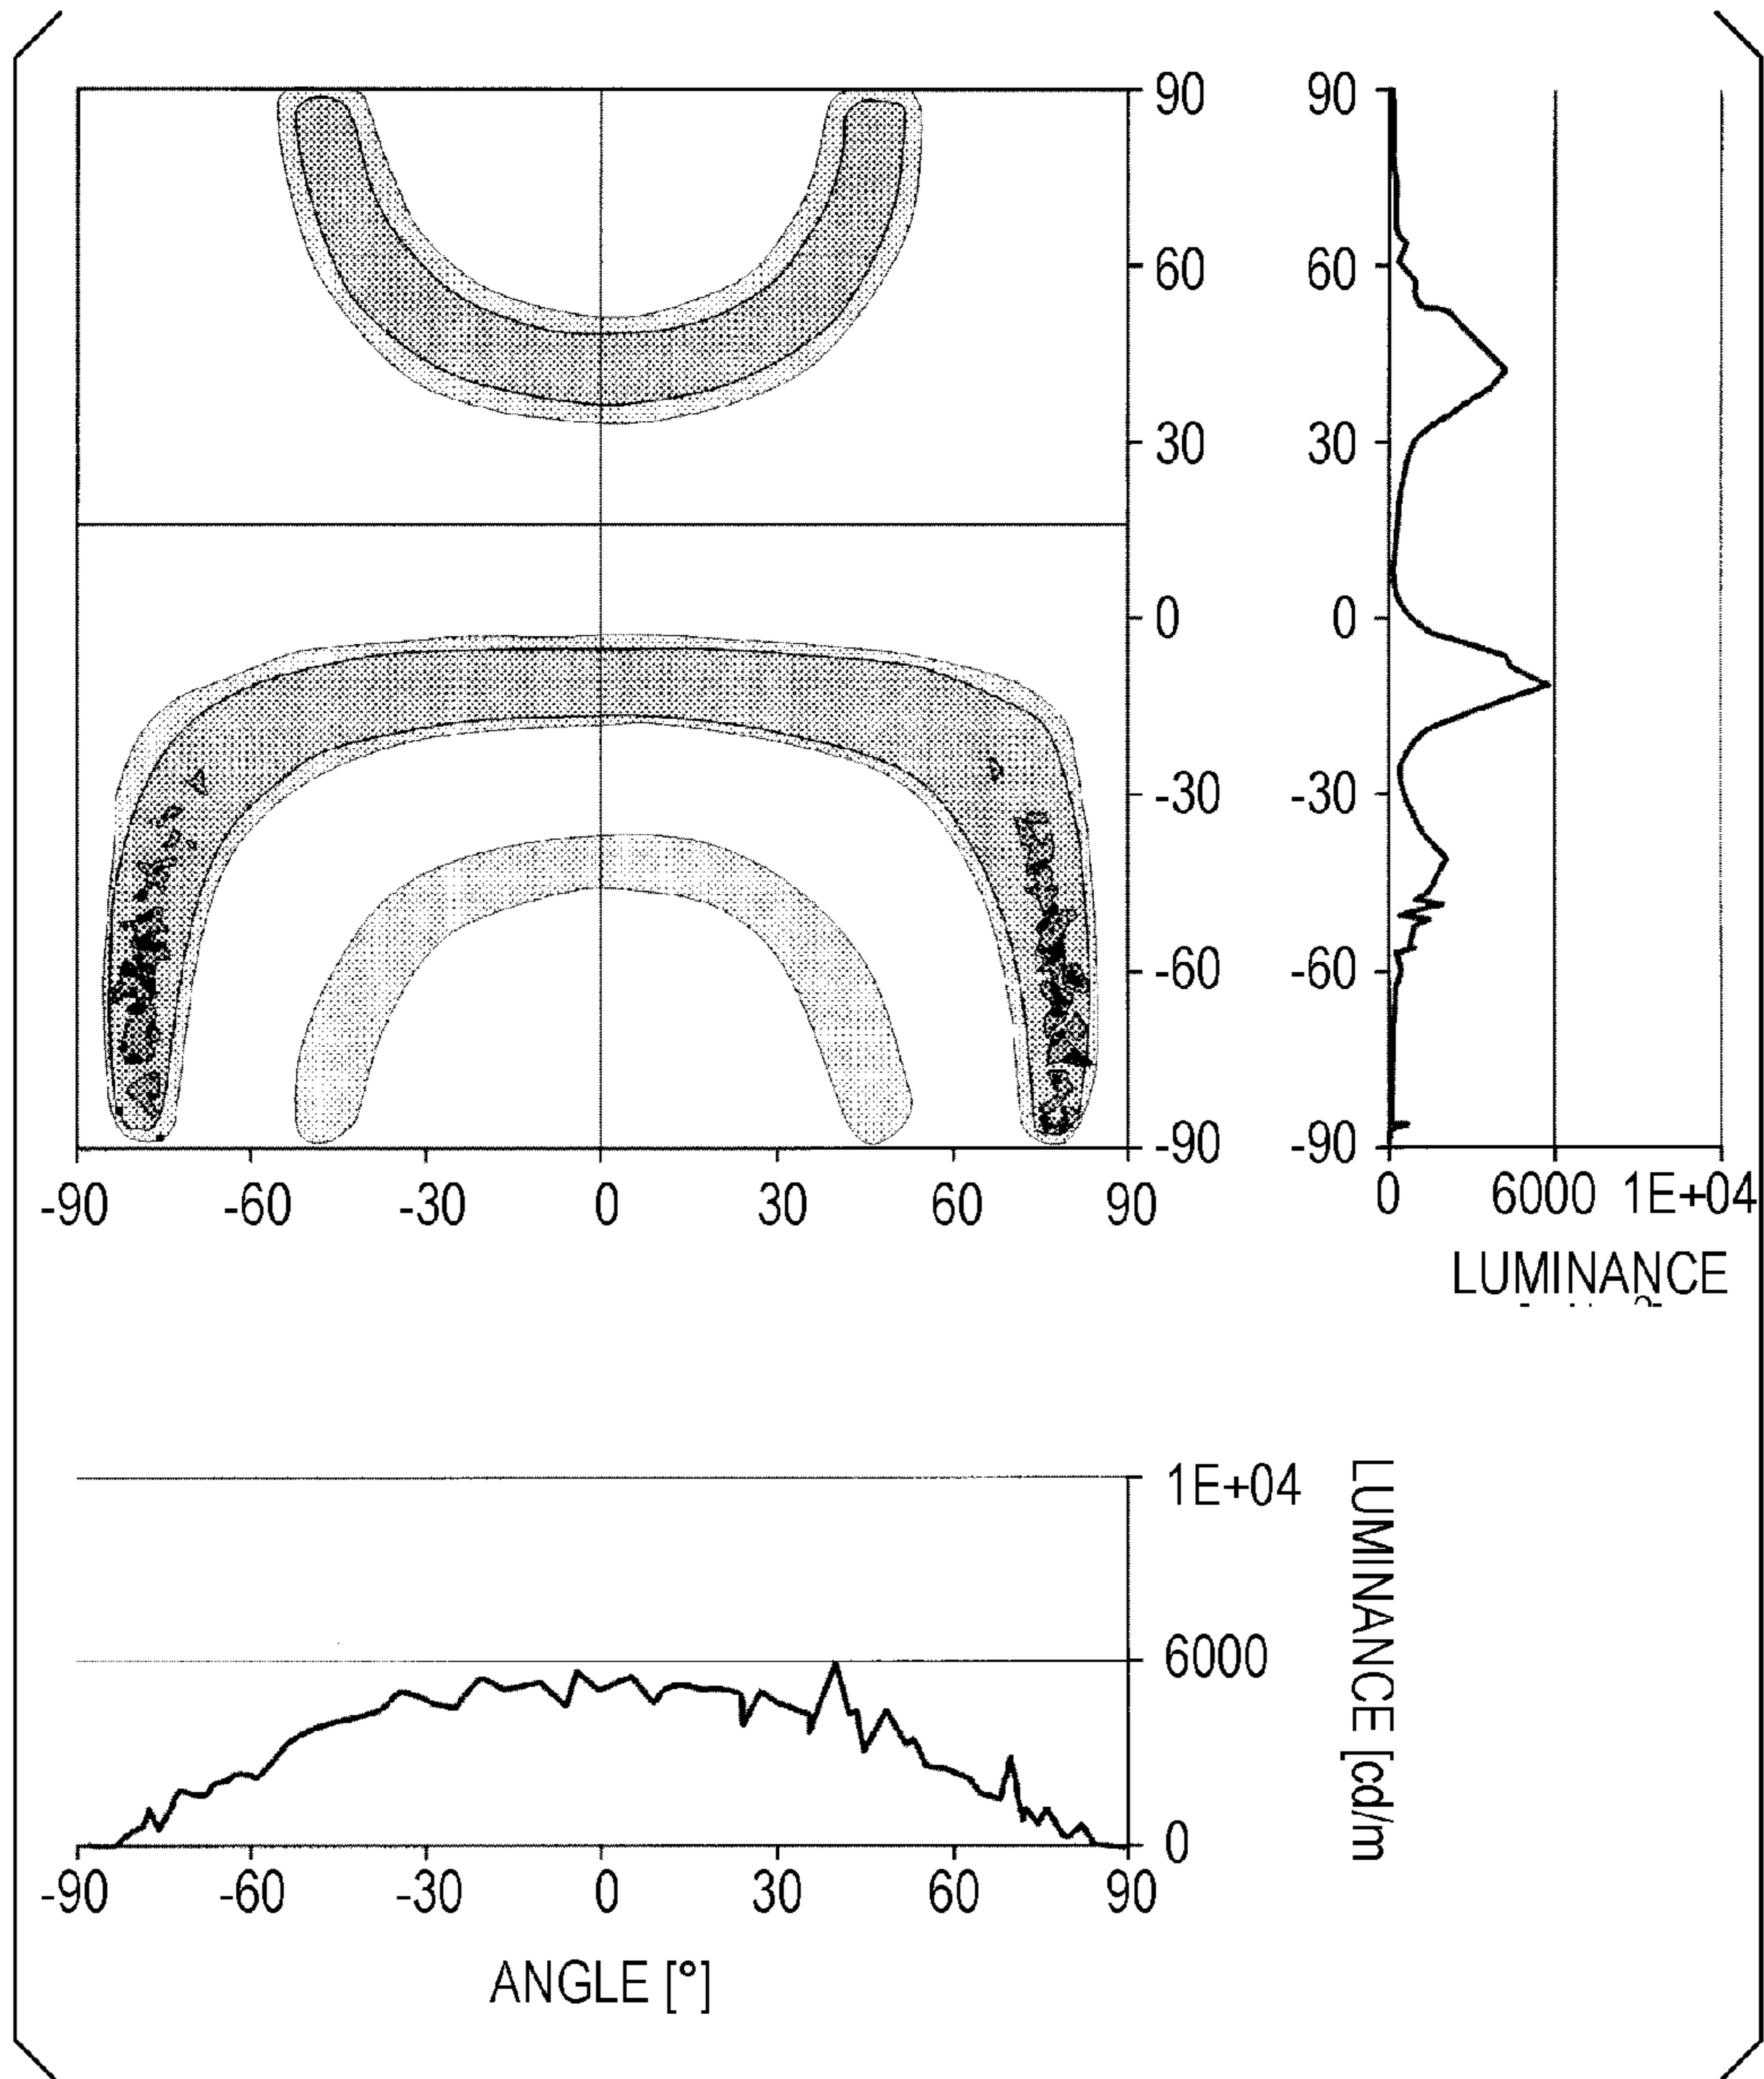 90 90
60 60
30 30
0 0
-30 -30
-60 -60
-90 -90
-90 -60 -30 0 30 60 90 0 6000 1E+04
LUMINANCE
1E+04
6000
0
LUMINANCE [cd/m
-90 -60 -30 0 30 60 90
ANGLE [°]